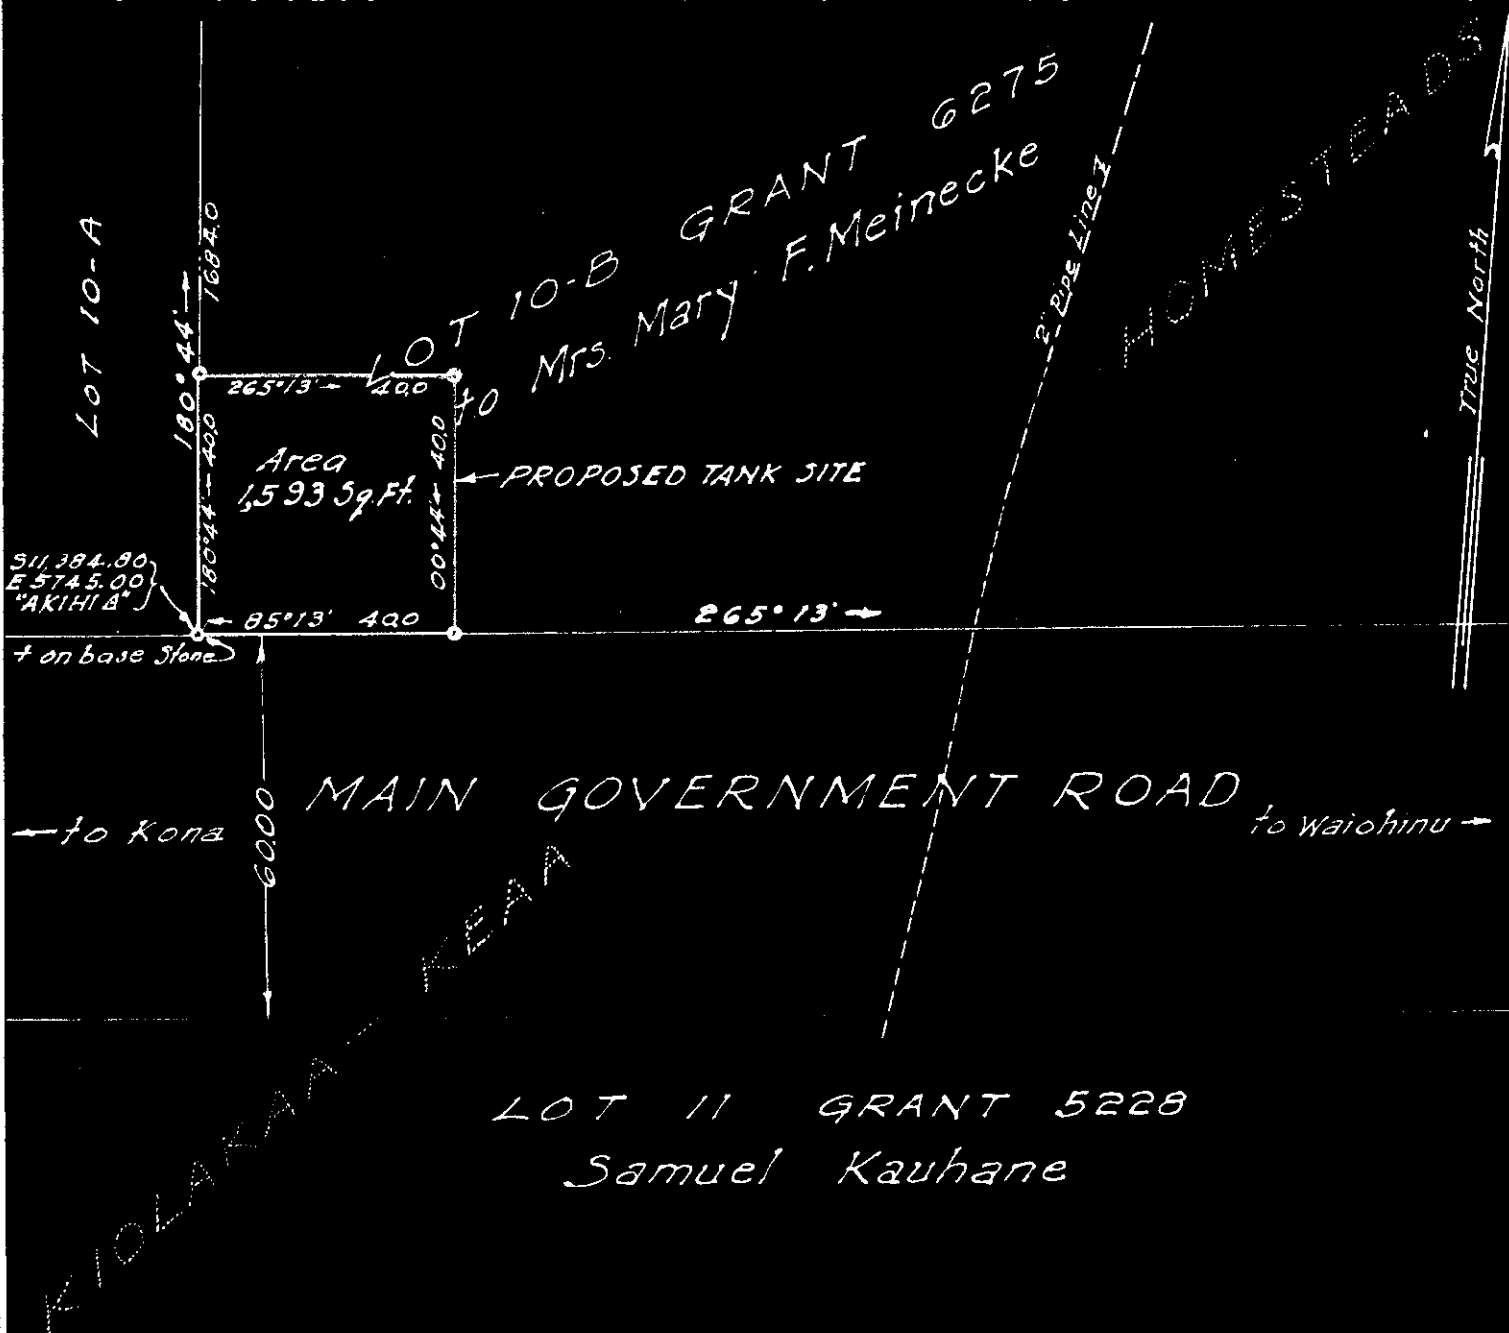 LOT 10-B GRANT 6275
to Mrs. Mary F. Meinecke
HOMESTEADS
LOT 10-A
180°44' →
1684.0
2" Pipe Line
True North
265°13' → 40.0
180°44' → 40.0
Area
1,593 Sq. Ft.
00°44' ← 40.0
← PROPOSED TANK SITE
S 11,384.80
E 5745.00
"AKIHIA"
← 85°13' 40.0
265°13' →
+ on base Stone
60.00
MAIN GOVERNMENT ROAD
← to Kona
to Waiohinu →
KIOLAKAA - KEAA
LOT 11 GRANT 5228
Samuel Kauhane